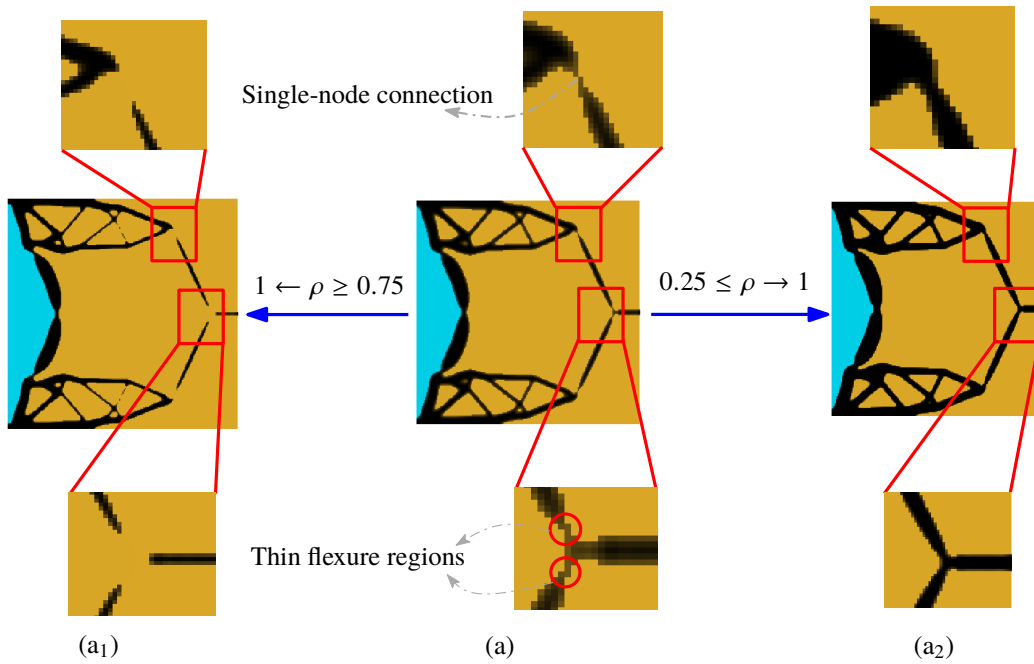 Single-node connection
1 ← ρ ≥ 0.75
0.25 ≤ ρ → 1
Thin flexure regions
(a₁)
(a)
(a₂)